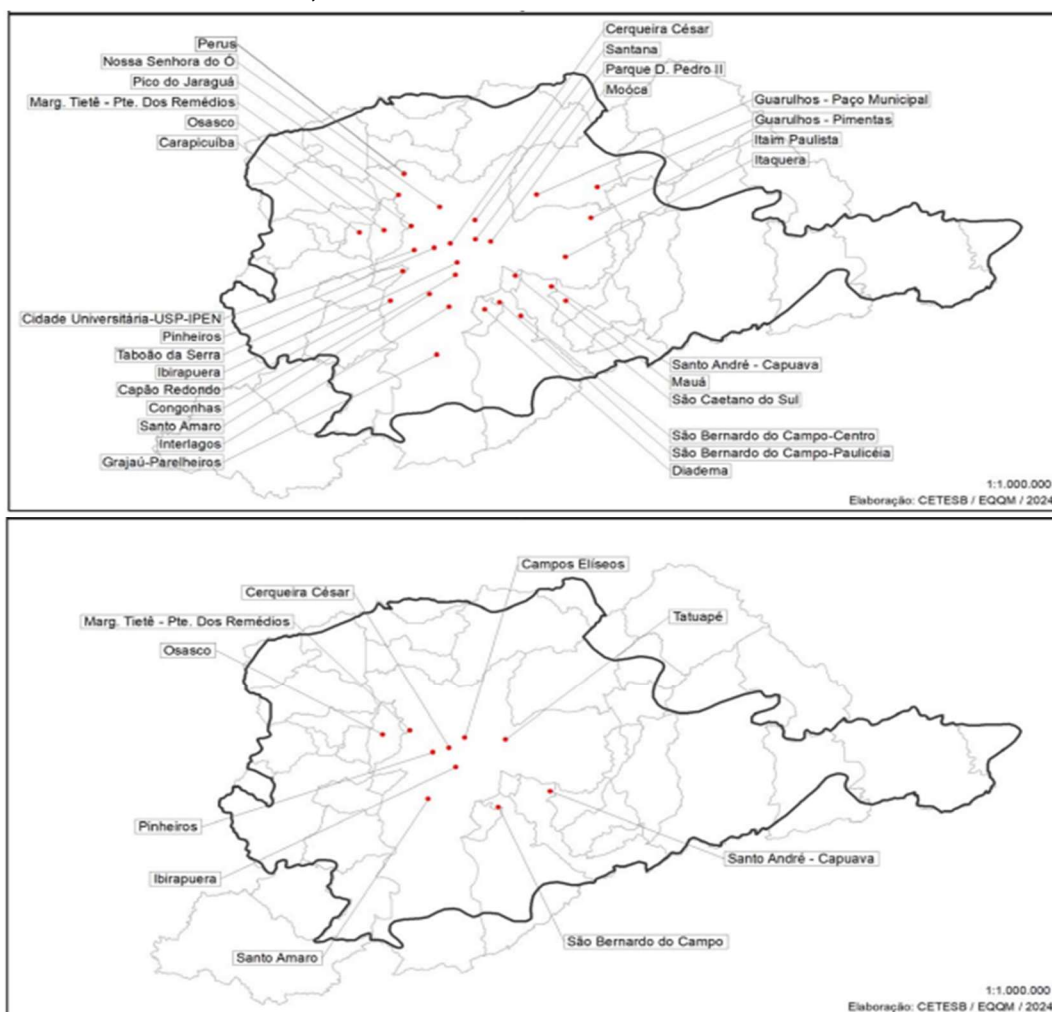 Perus
Nossa Senhora do Ó
Pico do Jaraguá
Marg. Tietê - Pte. Dos Remédios
Osasco
Carapicuíba
Cerqueira César
Santana
Parque D. Pedro II
Moóca
Guarulhos - Paço Municipal
Guarulhos - Pimentas
Itaim Paulista
Itaquera
Cidade Universitária-USP-IPEN
Pinheiros
Taboão da Serra
Ibirapuera
Capão Redondo
Congonhas
Santo Amaro
Interlagos
Grajaú-Parelheiros
Santo André - Capuava
Mauá
São Caetano do Sul
São Bernardo do Campo-Centro
São Bernardo do Campo-Paulicéia
Diadema
1:1.000.000
Elaboração: CETESB / EQQM / 2024
Campos Elíseos
Cerqueira César
Marg. Tietê - Pte. Dos Remédios
Osasco
Tatuapé
Pinheiros
Ibirapuera
Santo Amaro
Santo André - Capuava
São Bernardo do Campo
1:1.000.000
Elaboração: CETESB / EQQM / 2024